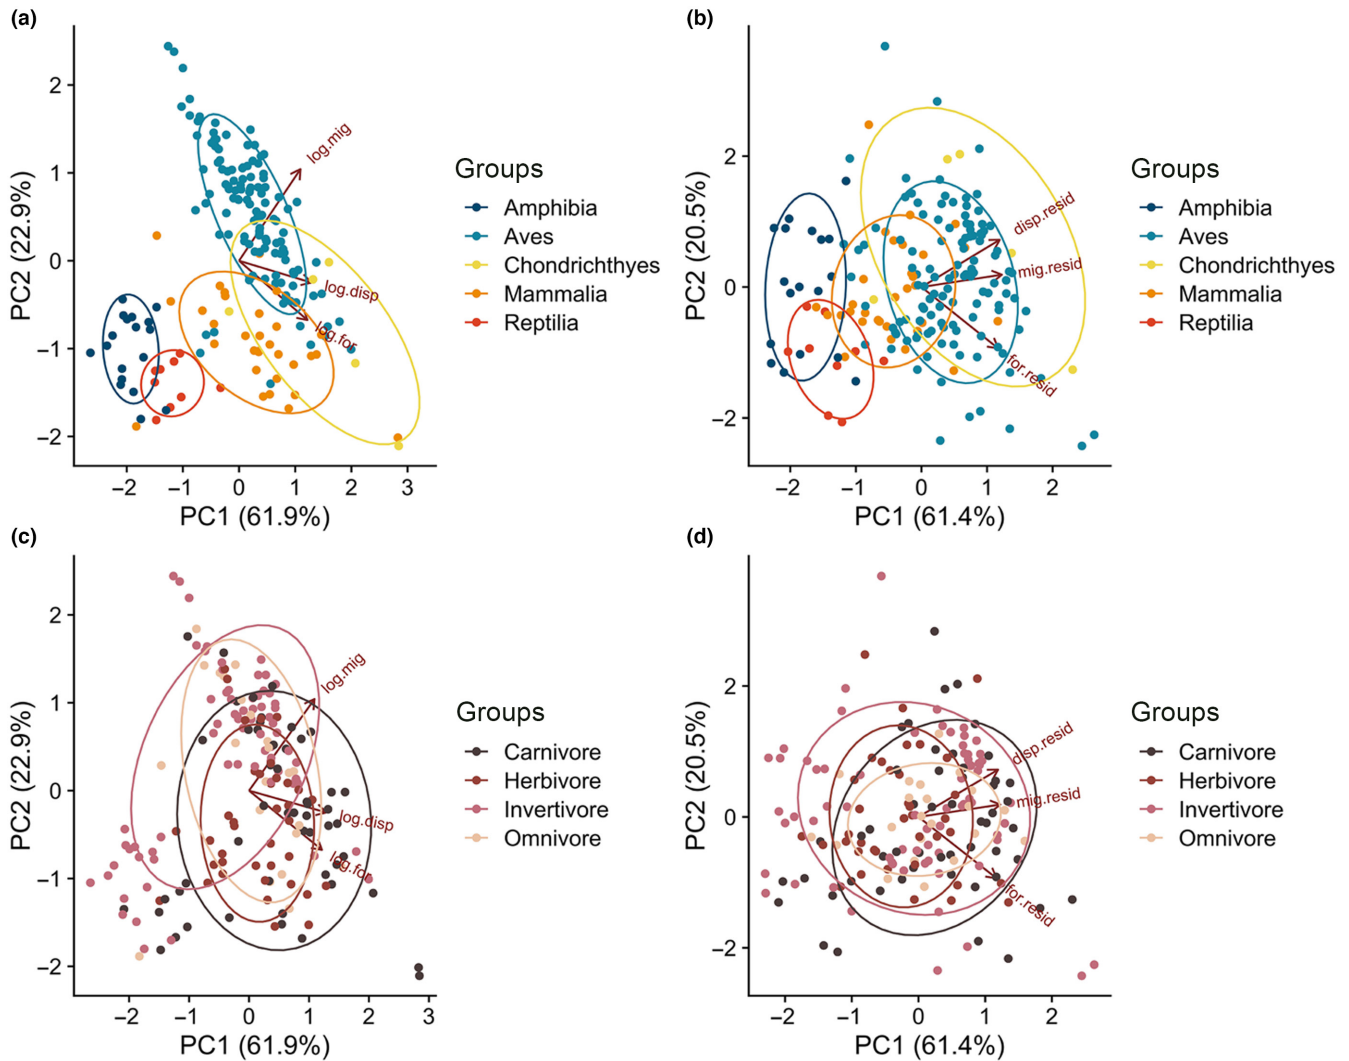 (a)
PC2 (22.9%)
2
1
0
−1
−2
log.mig
log.disp
log.for
−2 −1 0 1 2 3
PC1 (61.9%)
Groups
Amphibia
Aves
Chondrichthyes
Mammalia
Reptilia
(b)
PC2 (20.5%)
2
0
−2
disp.resid
mig.resid
for.resid
−2 −1 0 1 2
PC1 (61.4%)
Groups
Amphibia
Aves
Chondrichthyes
Mammalia
Reptilia
(c)
PC2 (22.9%)
2
1
0
−1
−2
log.mig
log.disp
log.for
−2 −1 0 1 2 3
PC1 (61.9%)
Groups
Carnivore
Herbivore
Invertivore
Omnivore
(d)
PC2 (20.5%)
2
0
−2
disp.resid
mig.resid
for.resid
−2 −1 0 1 2
PC1 (61.4%)
Groups
Carnivore
Herbivore
Invertivore
Omnivore